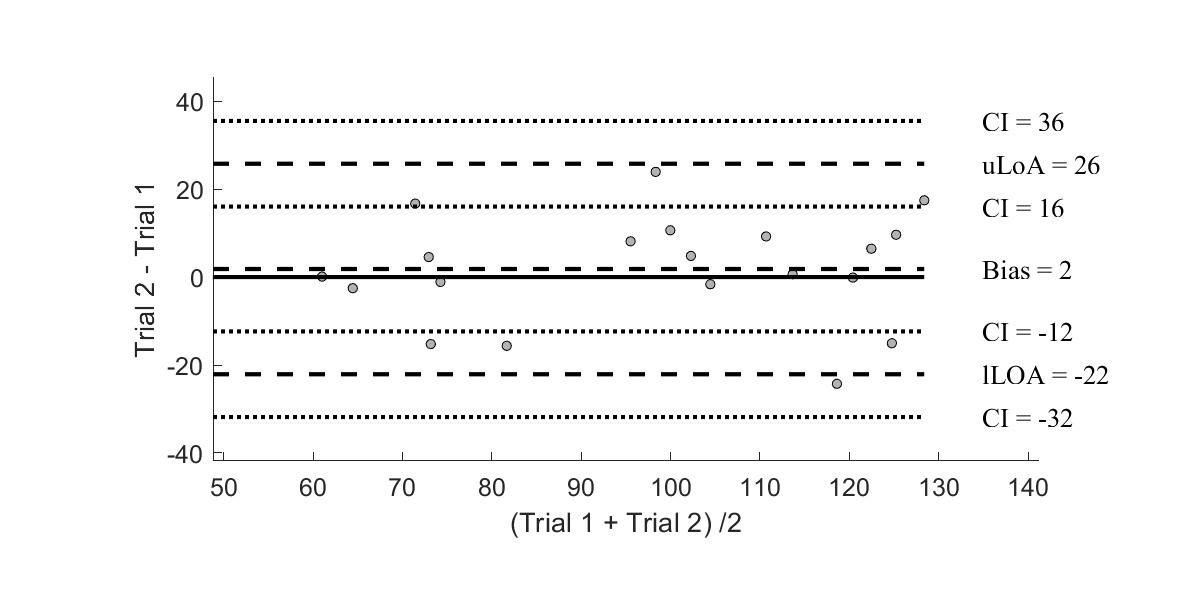 40
20
0
-20
-40
Trial 2 - Trial 1
50 60 70 80 90 100 110 120 130 140
(Trial 1 + Trial 2) /2
CI = 36
uLoA = 26
CI = 16
Bias = 2
CI = -12
lLOA = -22
CI = -32